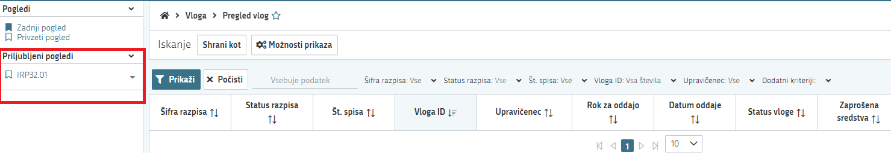 Pogledi
Zadnji pogled
Privzeti pogled
Priljubljeni pogledi
IRP32.01
Vloga > Pregled vlog
Iskanje Shrani kot Možnosti prikaza
Prikaži Počisti Vsebuje podatek Šifra razpisa: Vse Status razpisa: Vse Št. spisa: Vse Vloga ID: Vsa števila Upravičenec: Vse Dodatni kriteriji:
Šifra razpisa Status razpisa Št. spisa Vloga ID Upravičenec Rok za oddajo Datum oddaje Status vloge Zaprošena sredstva
1 10